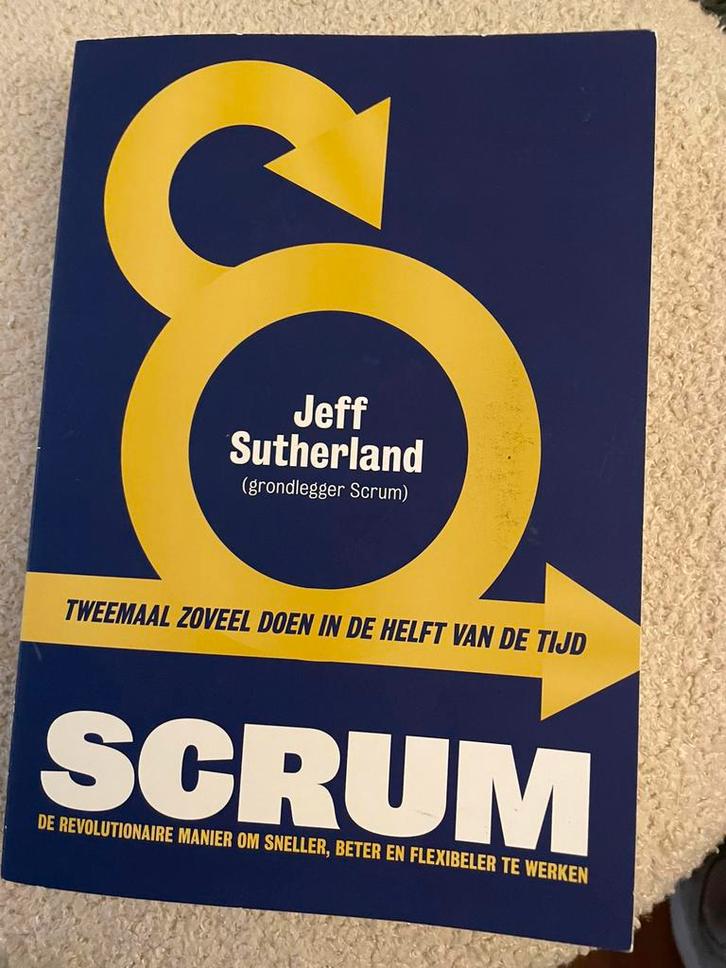 Jeff
Sutherland
(grondlegger Scrum)
TWEEMAAL ZOVEEL DOEN IN DE HELFT VAN DE TIJD
SCRUM
DE REVOLUTIONAIRE MANIER OM SNELLER, BETER EN FLEXIBELER TE WERKEN